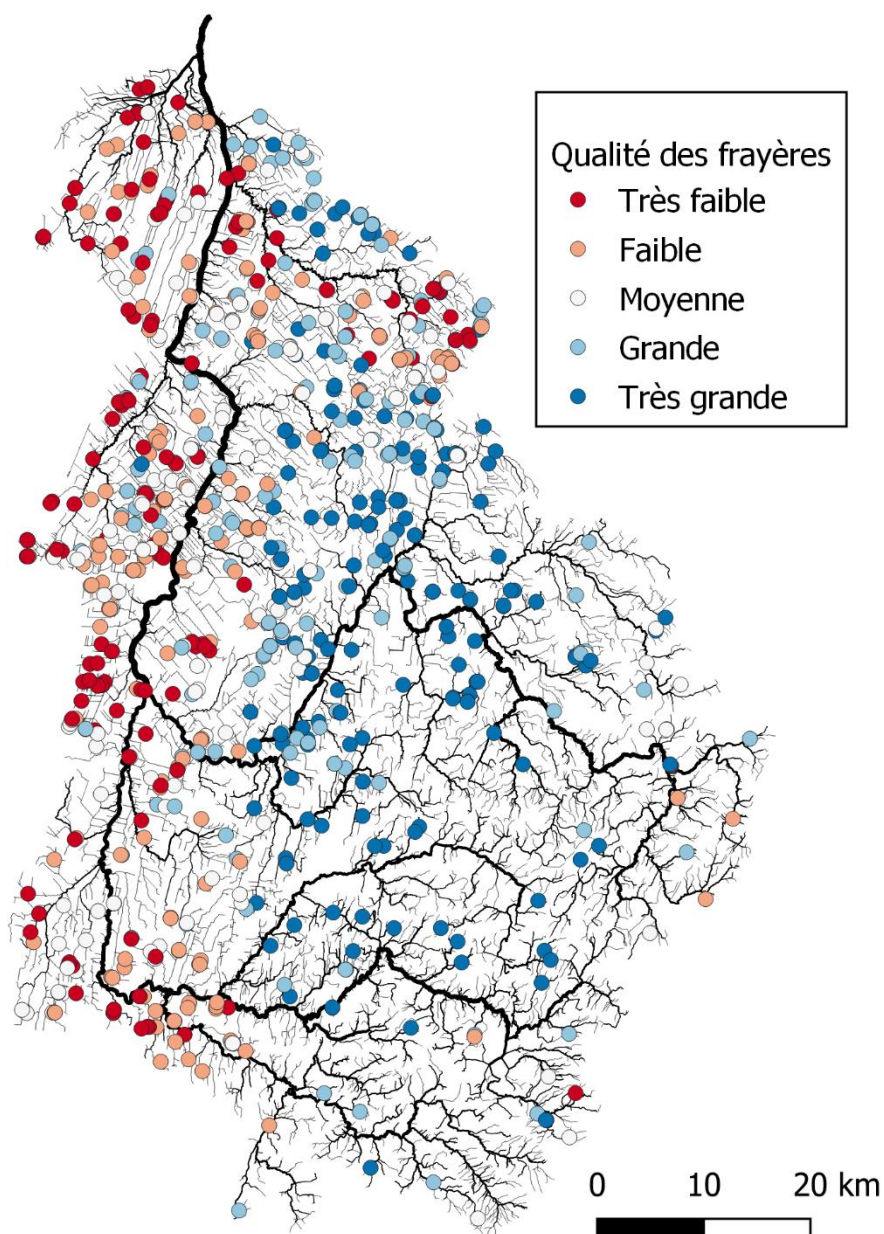 Qualité des frayères
Très faible
Faible
Moyenne
Grande
Très grande
0 10 20 km